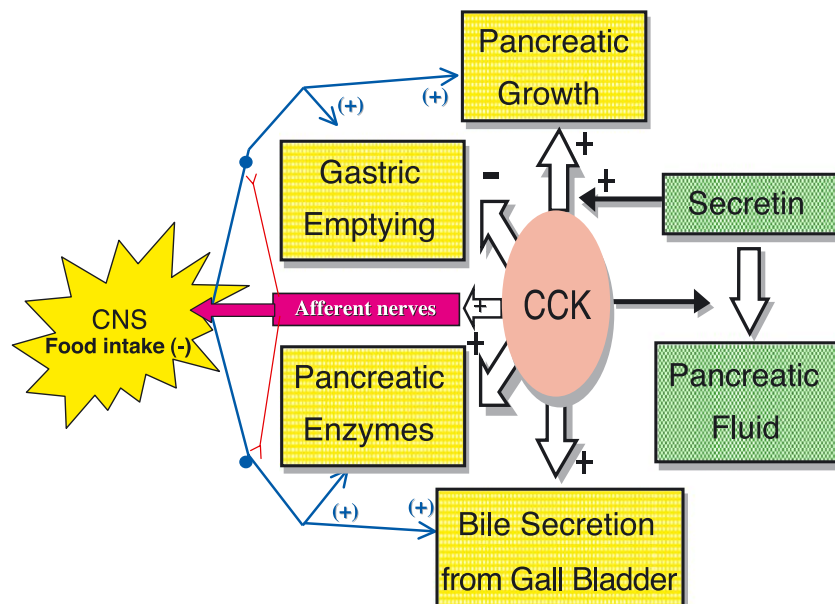 Pancreatic
Growth
(+)
(+)
+
Gastric
Emptying
-
+
Secretin
CNS
Food intake (-)
Afferent nerves
+
CCK
+
Pancreatic
Enzymes
Pancreatic
Fluid
+
(+)
(+)
Bile Secretion
from Gall Bladder